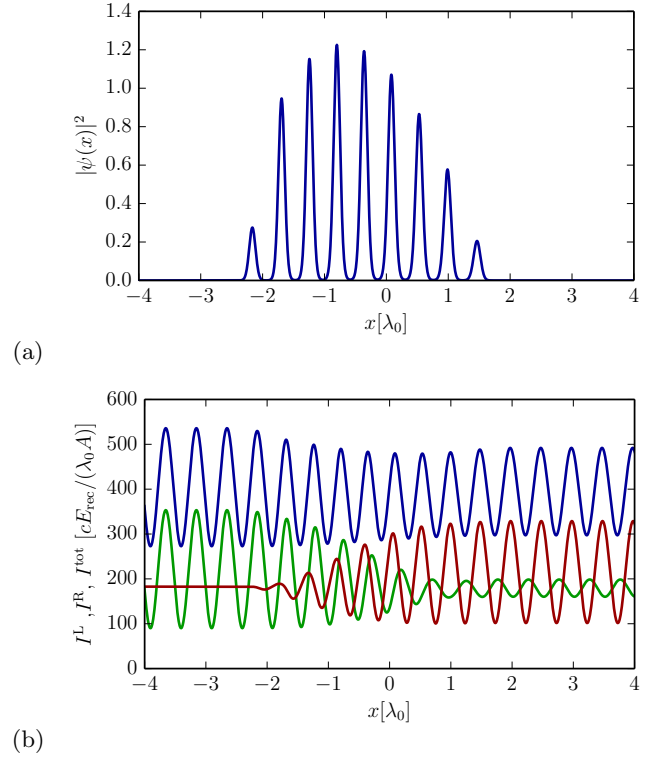 1.4
1.2
1.0
0.8
0.6
0.4
0.2
0.0
|ψ(x)|²
−4 −3 −2 −1 0 1 2 3 4
x[λ₀]
(a)
600
500
400
300
200
100
0
I^L ,I^R, I^tot [cE_rec/(λ₀A)]
−4 −3 −2 −1 0 1 2 3 4
x[λ₀]
(b)